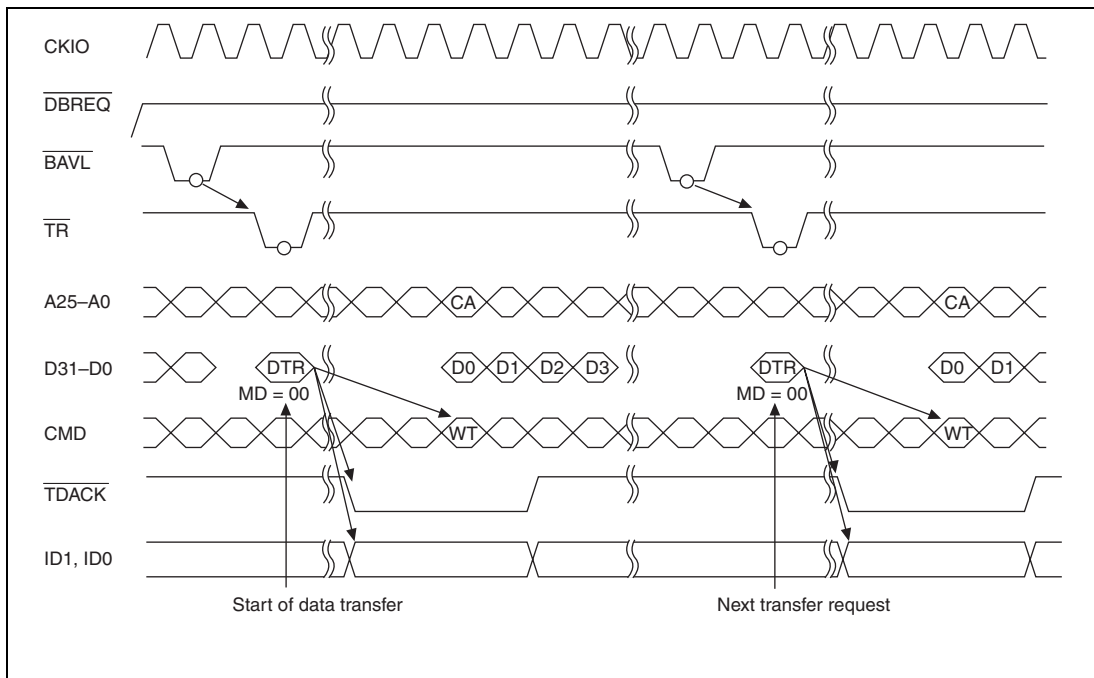 CKIO
DBREQ
BAVL
TR
A25–A0 CA CA
D31–D0 DTR D0 D1 D2 D3 DTR D0 D1
MD = 00 MD = 00
CMD WT WT
TDACK
ID1, ID0
Start of data transfer Next transfer request